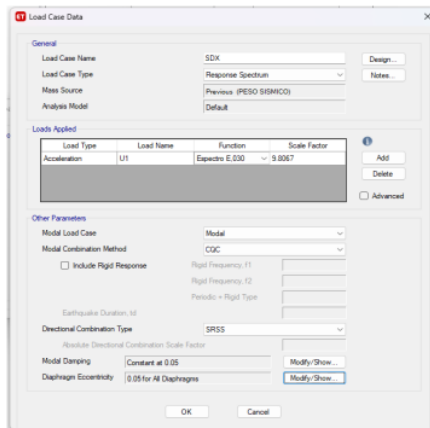 ET Load Case Data
General
Load Case Name SDX Design...
Load Case Type Response Spectrum Notes...
Mass Source Previous (PESO SISMICO)
Analysis Model Default
Loads Applied
Load Type Load Name Function Scale Factor
Acceleration U1 Espectro E,030 9.8067
Add
Delete
Advanced
Other Parameters
Modal Load Case Modal
Modal Combination Method CQC
Include Rigid Response Rigid Frequency, f1
Rigid Frequency, f2
Periodic + Rigid Type
Earthquake Duration, td
Directional Combination Type SRSS
Absolute Directional Combination Scale Factor
Modal Damping Constant at 0.05 Modify/Show...
Diaphragm Eccentricity 0.05 for All Diaphragms Modify/Show...
OK Cancel